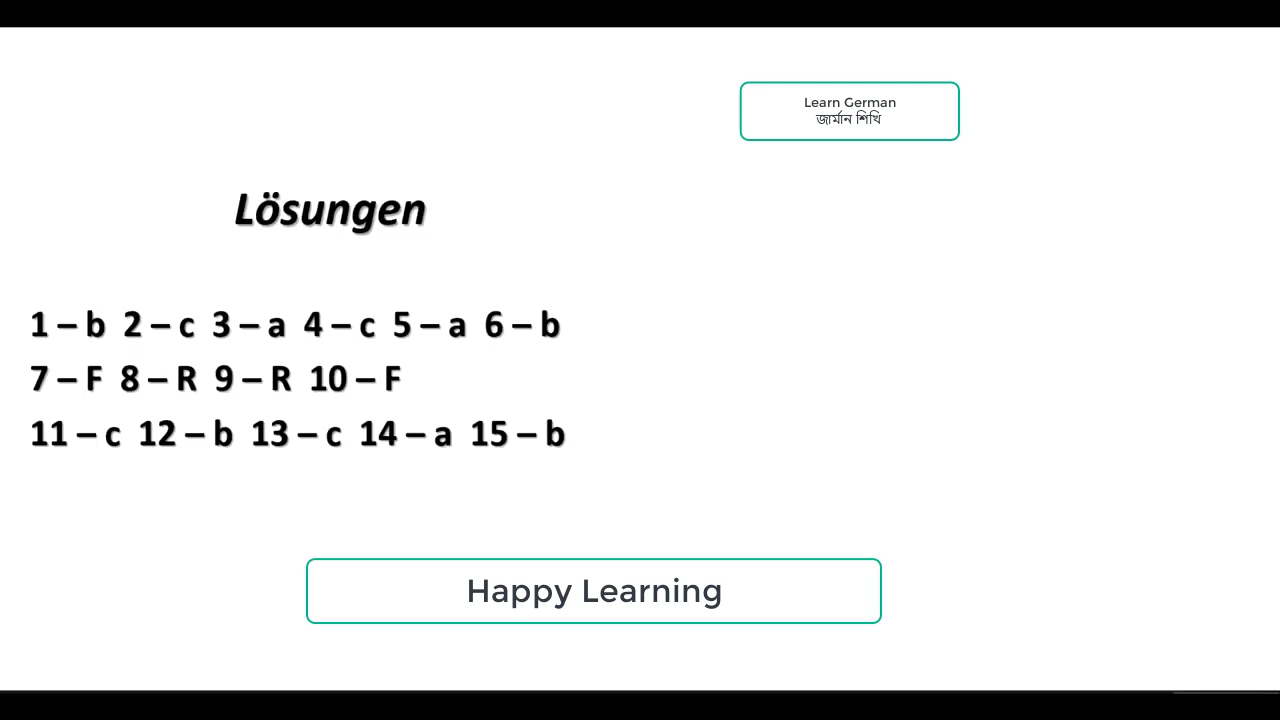 Learn German
জার্মান শিখি
Lösungen
1 – b 2 – c 3 – a 4 – c 5 – a 6 – b
7 – F 8 – R 9 – R 10 – F
11 – c 12 – b 13 – c 14 – a 15 – b
Happy Learning